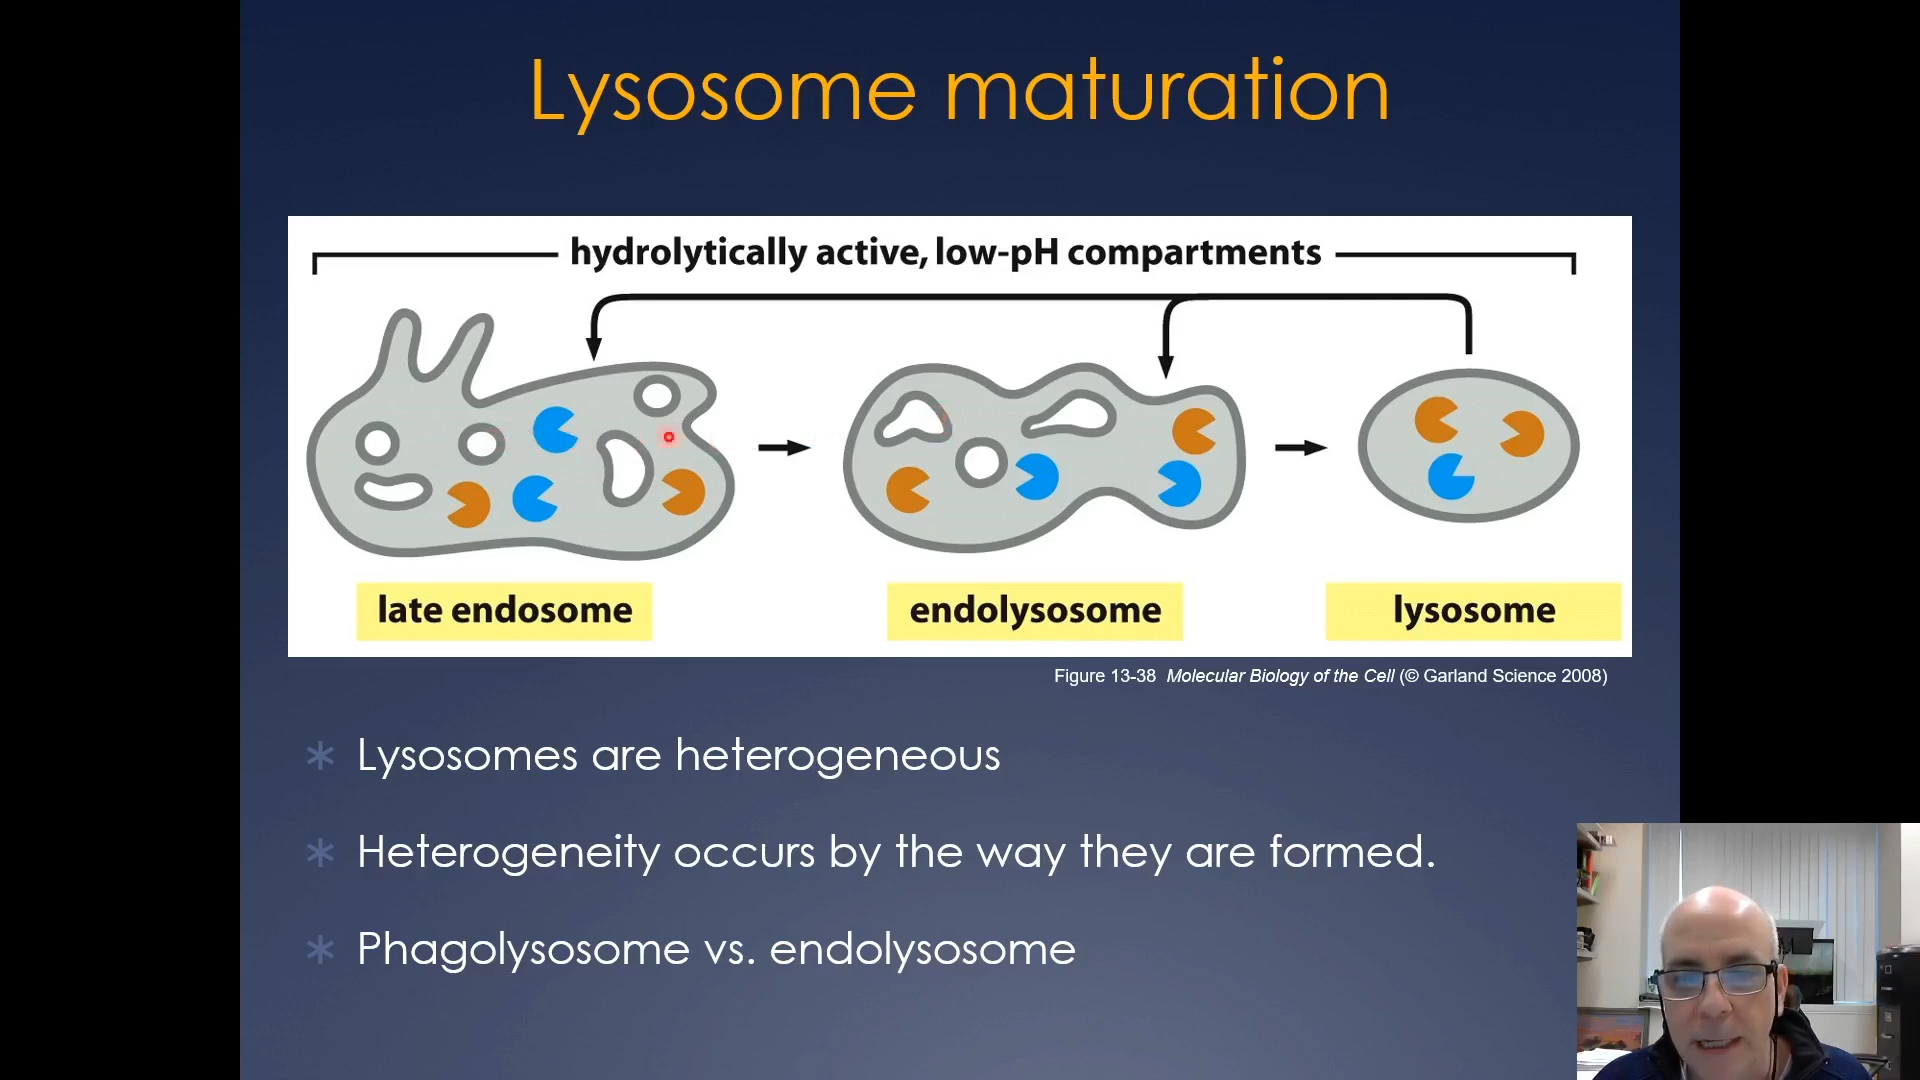 Lysosome maturation
hydrolytically active, low-pH compartments
late endosome
endolysosome
lysosome
Figure 13-38 Molecular Biology of the Cell (© Garland Science 2008)
* Lysosomes are heterogeneous
* Heterogeneity occurs by the way they are formed.
* Phagolysosome vs. endolysosome